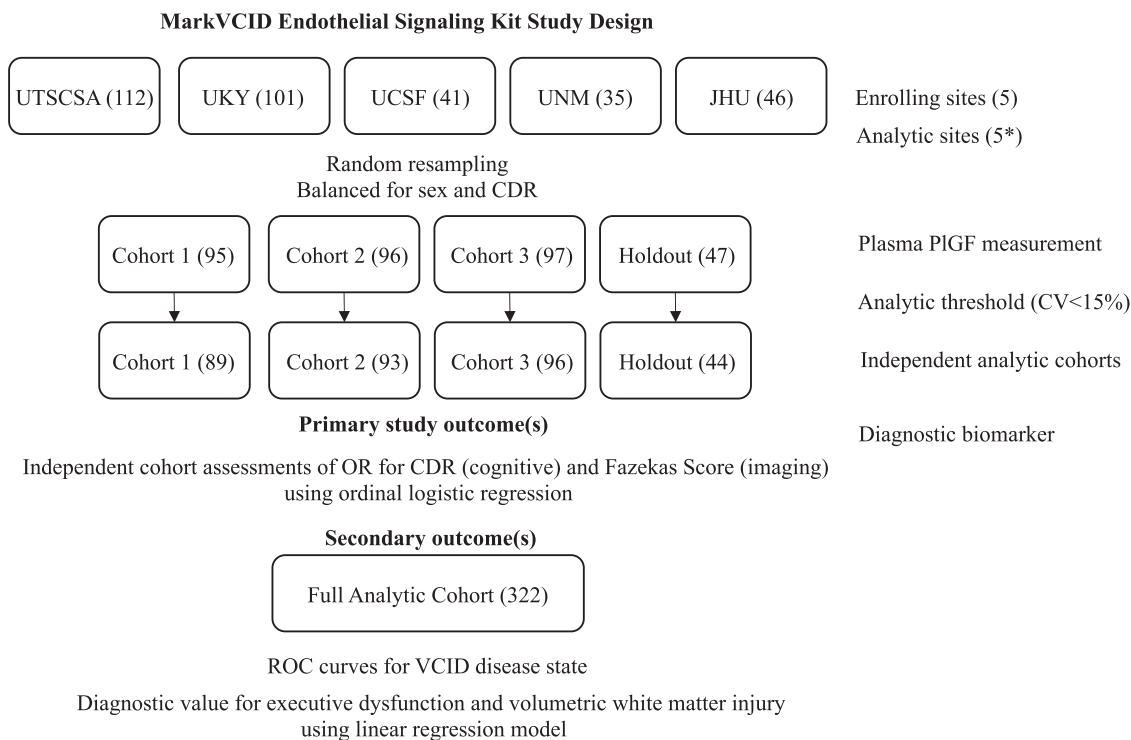 MarkVCID Endothelial Signaling Kit Study Design
UTSCSA (112)
UKY (101)
UCSF (41)
UNM (35)
JHU (46)
Enrolling sites (5)
Analytic sites (5*)
Random resampling
Balanced for sex and CDR
Cohort 1 (95)
Cohort 2 (96)
Cohort 3 (97)
Holdout (47)
Plasma PlGF measurement
Analytic threshold (CV<15%)
Cohort 1 (89)
Cohort 2 (93)
Cohort 3 (96)
Holdout (44)
Independent analytic cohorts
Primary study outcome(s)
Diagnostic biomarker
Independent cohort assessments of OR for CDR (cognitive) and Fazekas Score (imaging)
using ordinal logistic regression
Secondary outcome(s)
Full Analytic Cohort (322)
ROC curves for VCID disease state
Diagnostic value for executive dysfunction and volumetric white matter injury
using linear regression model